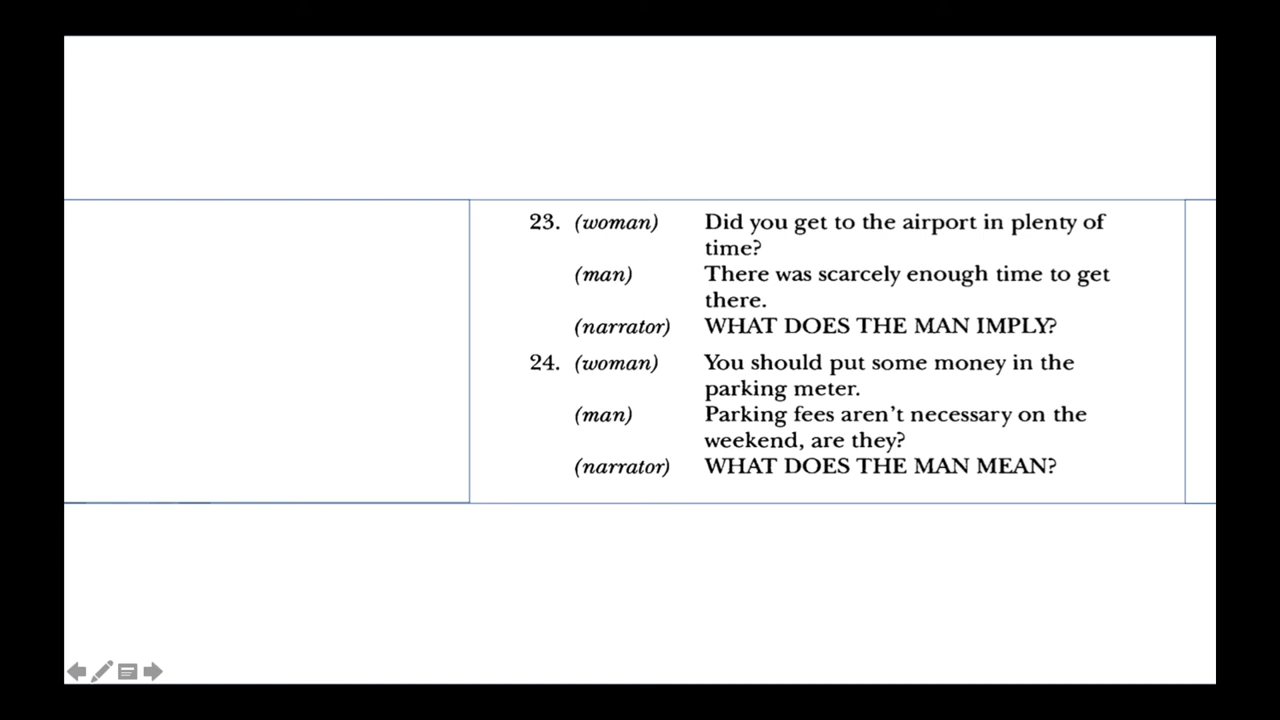 23. (woman) Did you get to the airport in plenty of
time?
(man) There was scarcely enough time to get
there.
(narrator) WHAT DOES THE MAN IMPLY?
24. (woman) You should put some money in the
parking meter.
(man) Parking fees aren't necessary on the
weekend, are they?
(narrator) WHAT DOES THE MAN MEAN?